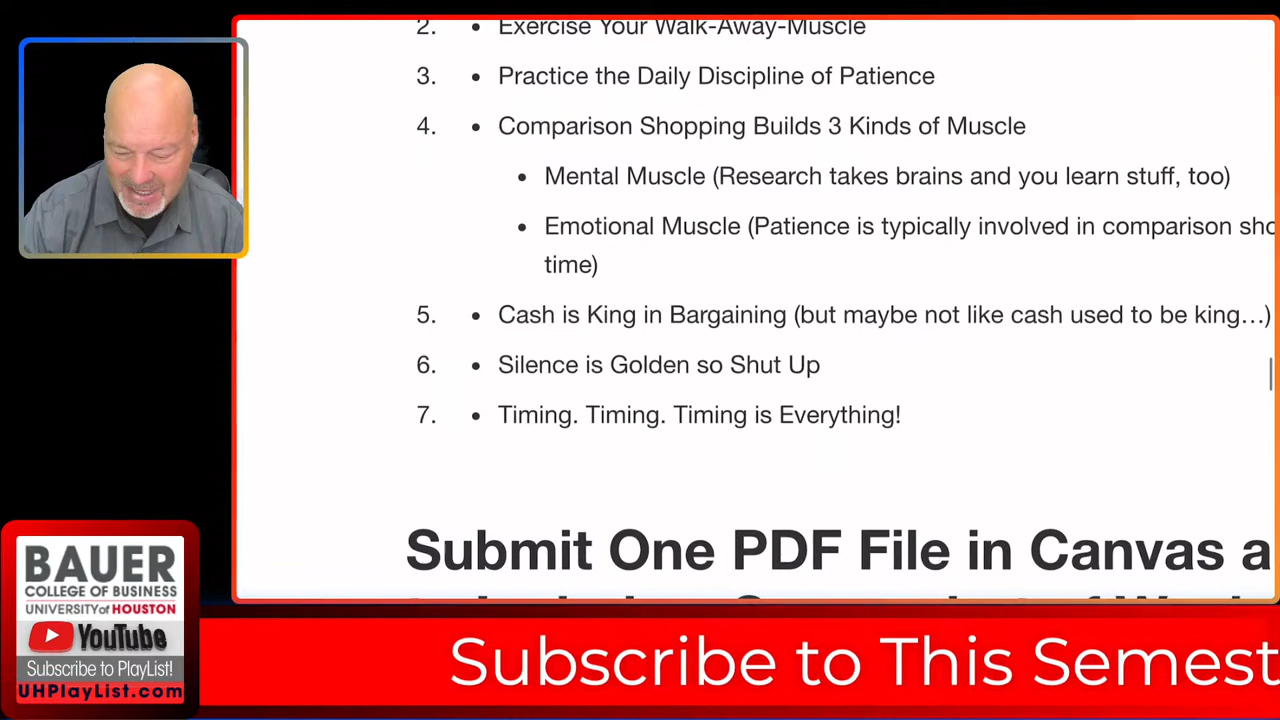 2. • Exercise Your Walk-Away-Muscle
3. • Practice the Daily Discipline of Patience
4. • Comparison Shopping Builds 3 Kinds of Muscle
• Mental Muscle (Research takes brains and you learn stuff, too)
• Emotional Muscle (Patience is typically involved in comparison sho
time)
5. • Cash is King in Bargaining (but maybe not like cash used to be king…)
6. • Silence is Golden so Shut Up
7. • Timing. Timing. Timing is Everything!
Submit One PDF File in Canvas a
BAUER
COLLEGE OF BUSINESS
UNIVERSITY of HOUSTON
YouTube
Subscribe to PlayList!
UHPlayList.com
Subscribe to This Semest